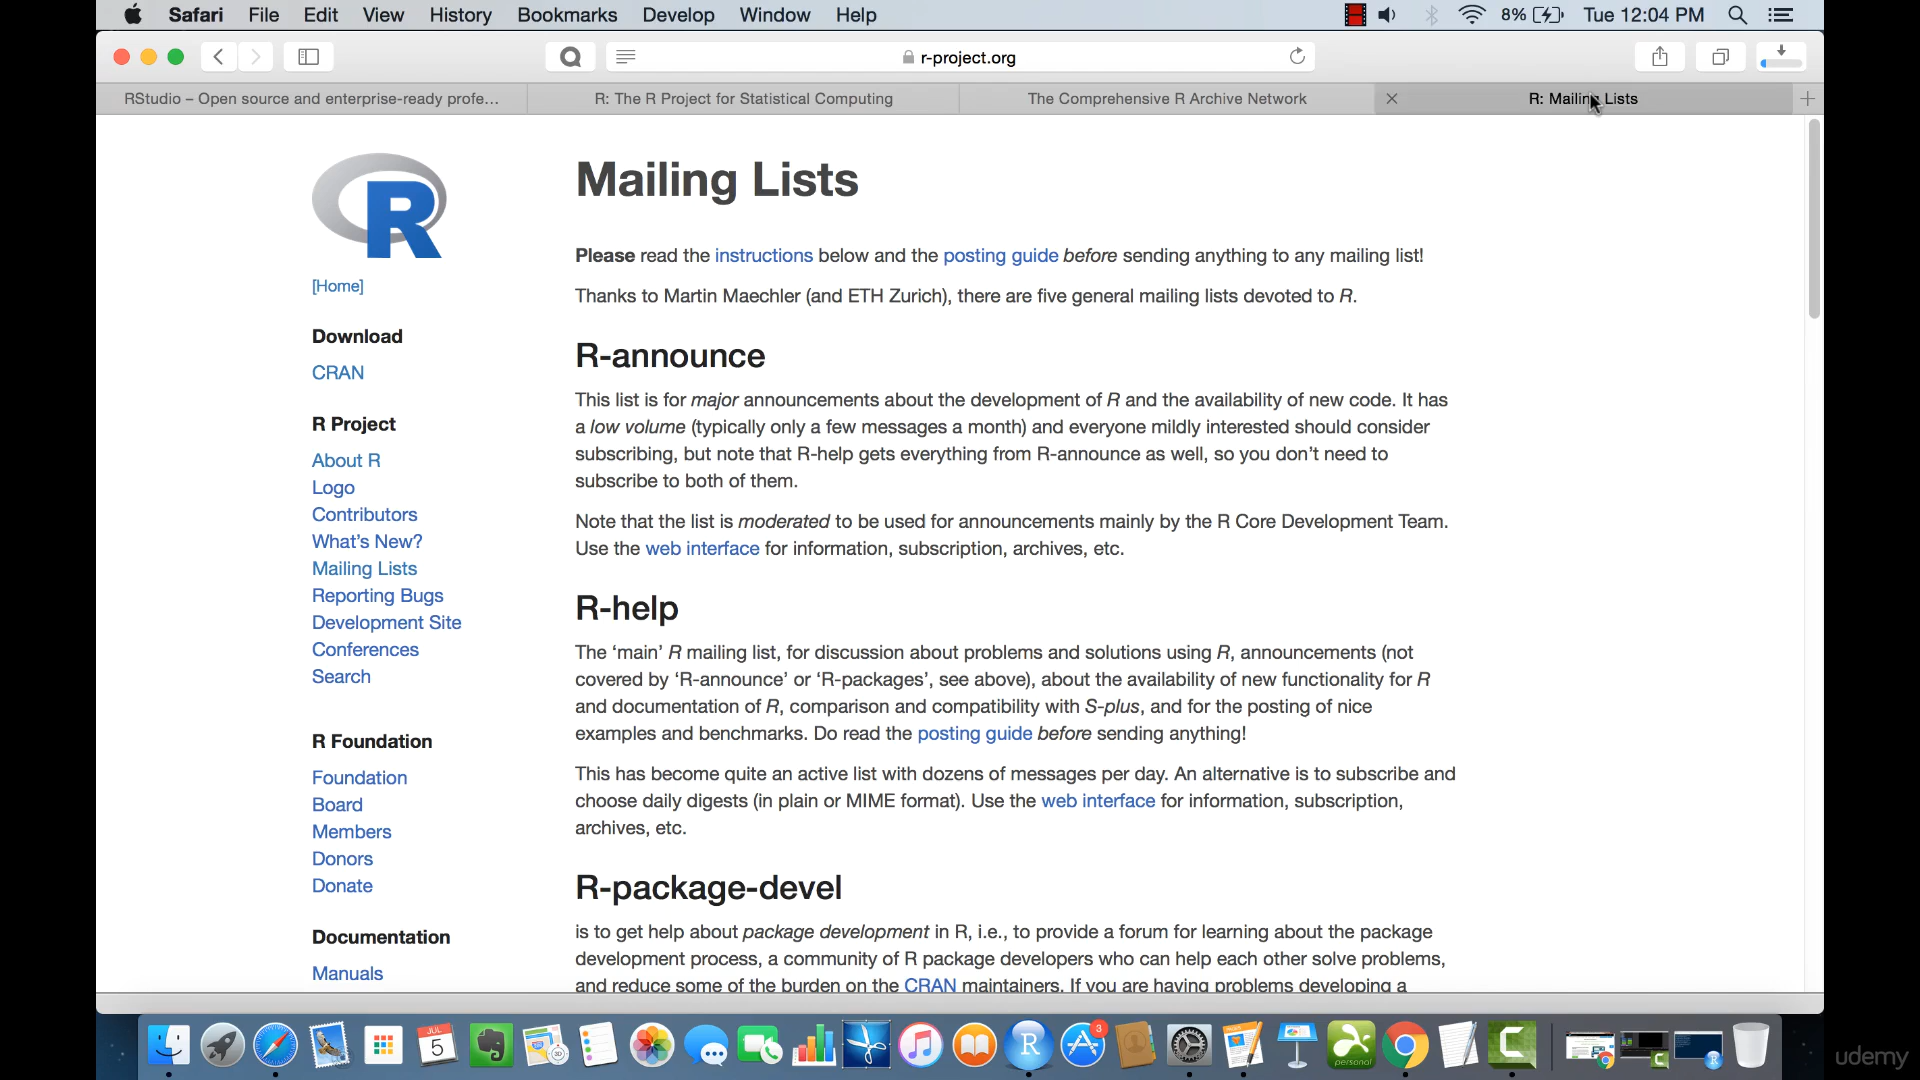 Safari File Edit View History Bookmarks Develop Window Help 8% Tue 12:04 PM
r-project.org
RStudio – Open source and enterprise-ready profe... R: The R Project for Statistical Computing The Comprehensive R Archive Network R: Mailing Lists
R
[Home]
Download
CRAN
R Project
About R
Logo
Contributors
What's New?
Mailing Lists
Reporting Bugs
Development Site
Conferences
Search
R Foundation
Foundation
Board
Members
Donors
Donate
Documentation
Manuals
Mailing Lists
Please read the instructions below and the posting guide before sending anything to any mailing list!
Thanks to Martin Maechler (and ETH Zurich), there are five general mailing lists devoted to R.
R-announce
This list is for major announcements about the development of R and the availability of new code. It has
a low volume (typically only a few messages a month) and everyone mildly interested should consider
subscribing, but note that R-help gets everything from R-announce as well, so you don't need to
subscribe to both of them.
Note that the list is moderated to be used for announcements mainly by the R Core Development Team.
Use the web interface for information, subscription, archives, etc.
R-help
The ‘main’ R mailing list, for discussion about problems and solutions using R, announcements (not
covered by ‘R-announce’ or ‘R-packages’, see above), about the availability of new functionality for R
and documentation of R, comparison and compatibility with S-plus, and for the posting of nice
examples and benchmarks. Do read the posting guide before sending anything!
This has become quite an active list with dozens of messages per day. An alternative is to subscribe and
choose daily digests (in plain or MIME format). Use the web interface for information, subscription,
archives, etc.
R-package-devel
is to get help about package development in R, i.e., to provide a forum for learning about the package
development process, a community of R package developers who can help each other solve problems,
and reduce some of the burden on the CRAN maintainers. If you are having problems developing a
JUL
5
R
3
personal
udemy